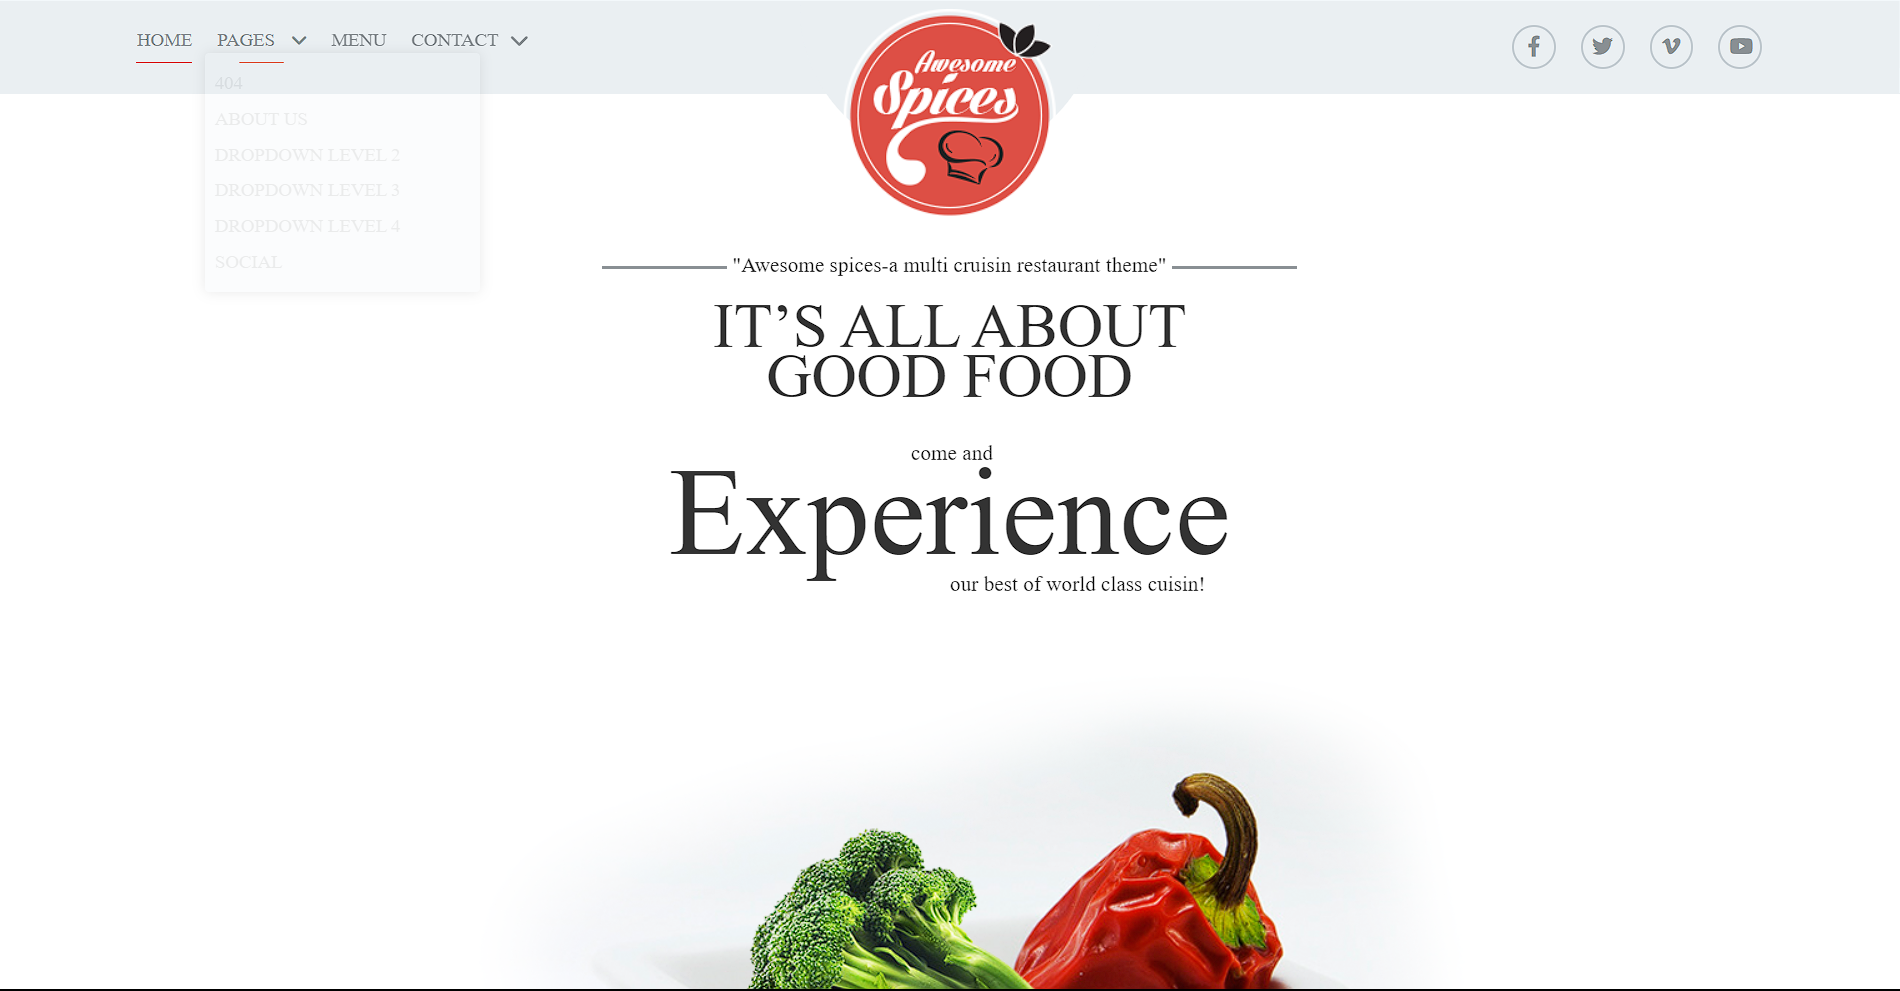 HOME PAGES MENU CONTACT
404
ABOUT US
DROPDOWN LEVEL 2
DROPDOWN LEVEL 3
DROPDOWN LEVEL 4
SOCIAL
Awesome
Spices
"Awesome spices-a multi cruisin restaurant theme"
IT’S ALL ABOUT
GOOD FOOD
come and
Experience
our best of world class cuisin!